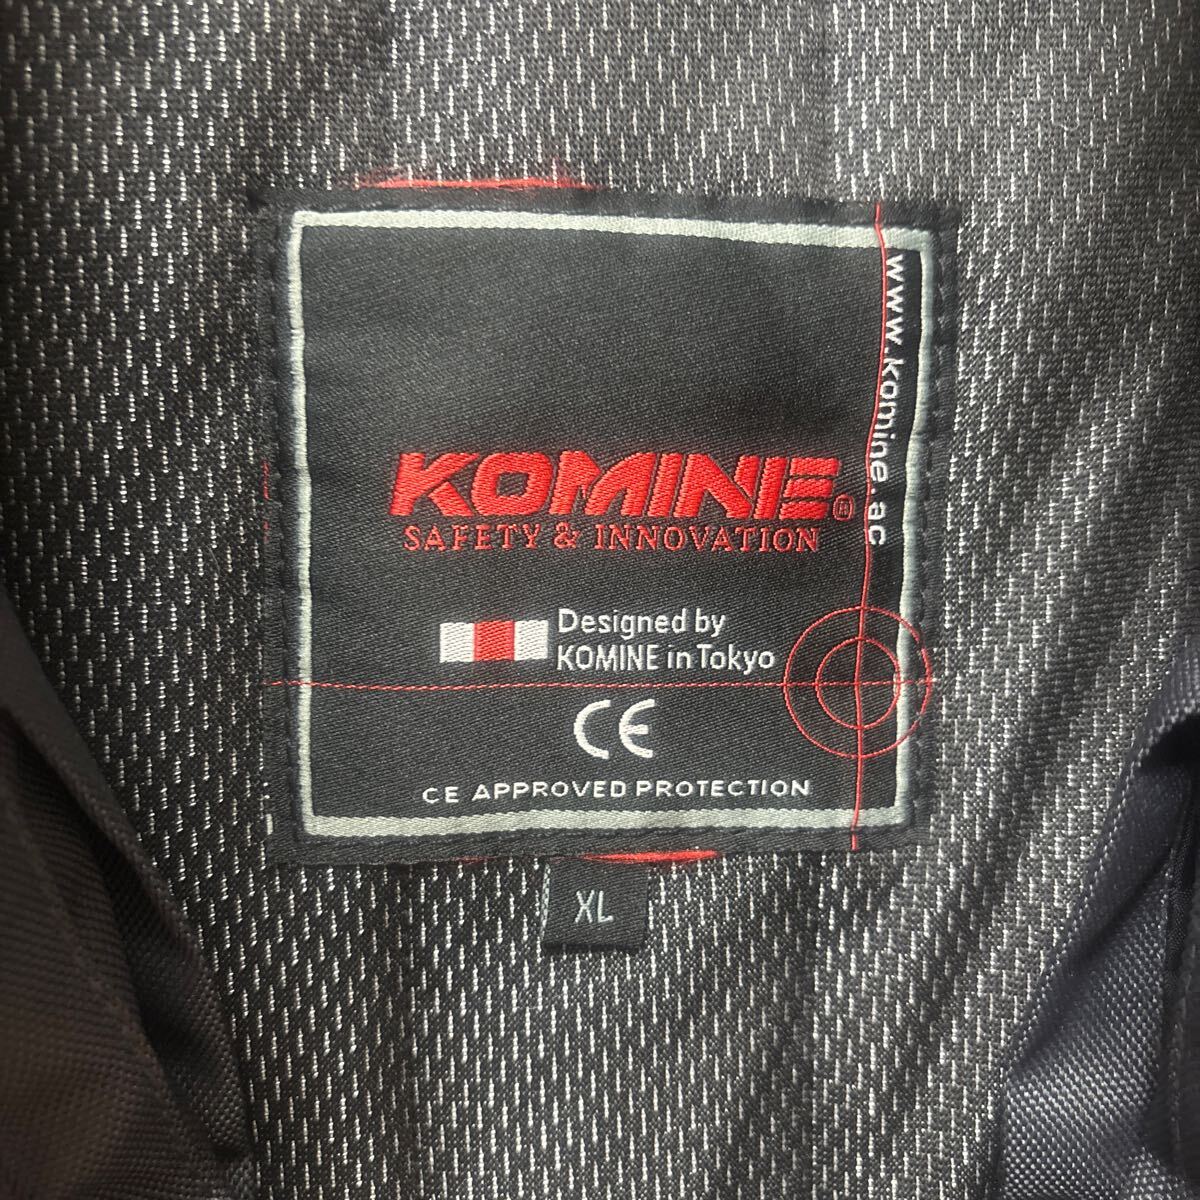 www.komine.ac
KOMINE®
SAFETY & INNOVATION
Designed by
KOMINE in Tokyo
CE
CE APPROVED PROTECTION
XL